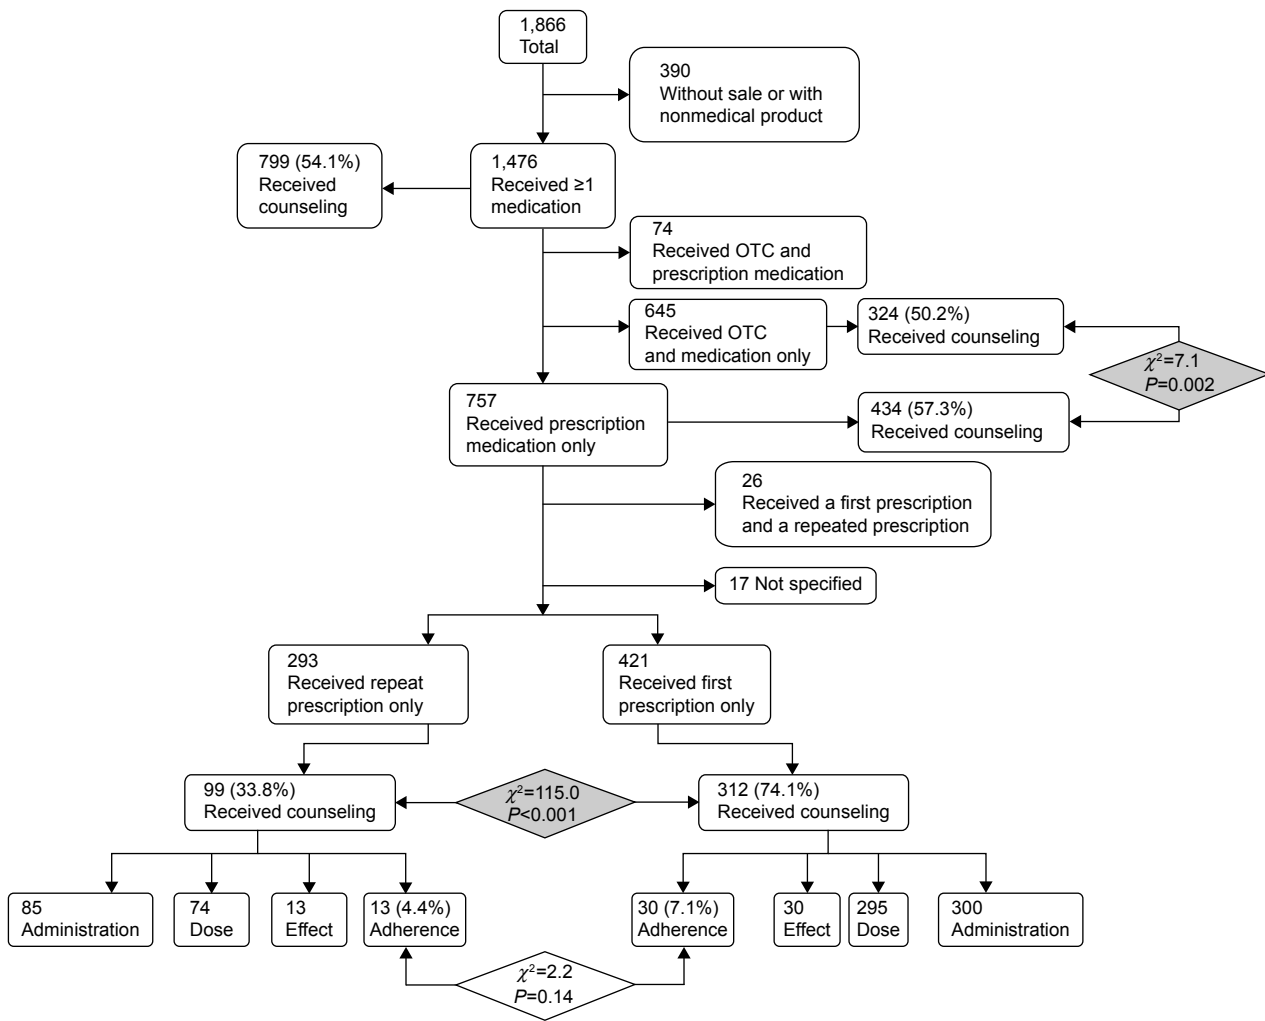 1,866
Total
390
Without sale or with
nonmedical product
799 (54.1%)
Received
counseling
1,476
Received ≥1
medication
74
Received OTC and
prescription medication
645
Received OTC
and medication only
324 (50.2%)
Received counseling
χ²=7.1
P=0.002
757
Received prescription
medication only
434 (57.3%)
Received counseling
26
Received a first prescription
and a repeated prescription
17 Not specified
293
Received repeat
prescription only
421
Received first
prescription only
99 (33.8%)
Received counseling
χ²=115.0
P<0.001
312 (74.1%)
Received counseling
85
Administration
74
Dose
13
Effect
13 (4.4%)
Adherence
30 (7.1%)
Adherence
30
Effect
295
Dose
300
Administration
χ²=2.2
P=0.14